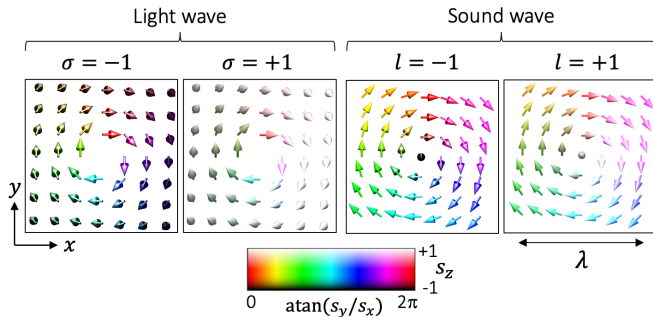 Light wave Sound wave
σ = −1 σ = +1 l = −1 l = +1
y
x
λ
+1
s_z
-1
0 atan(s_y/s_x) 2π